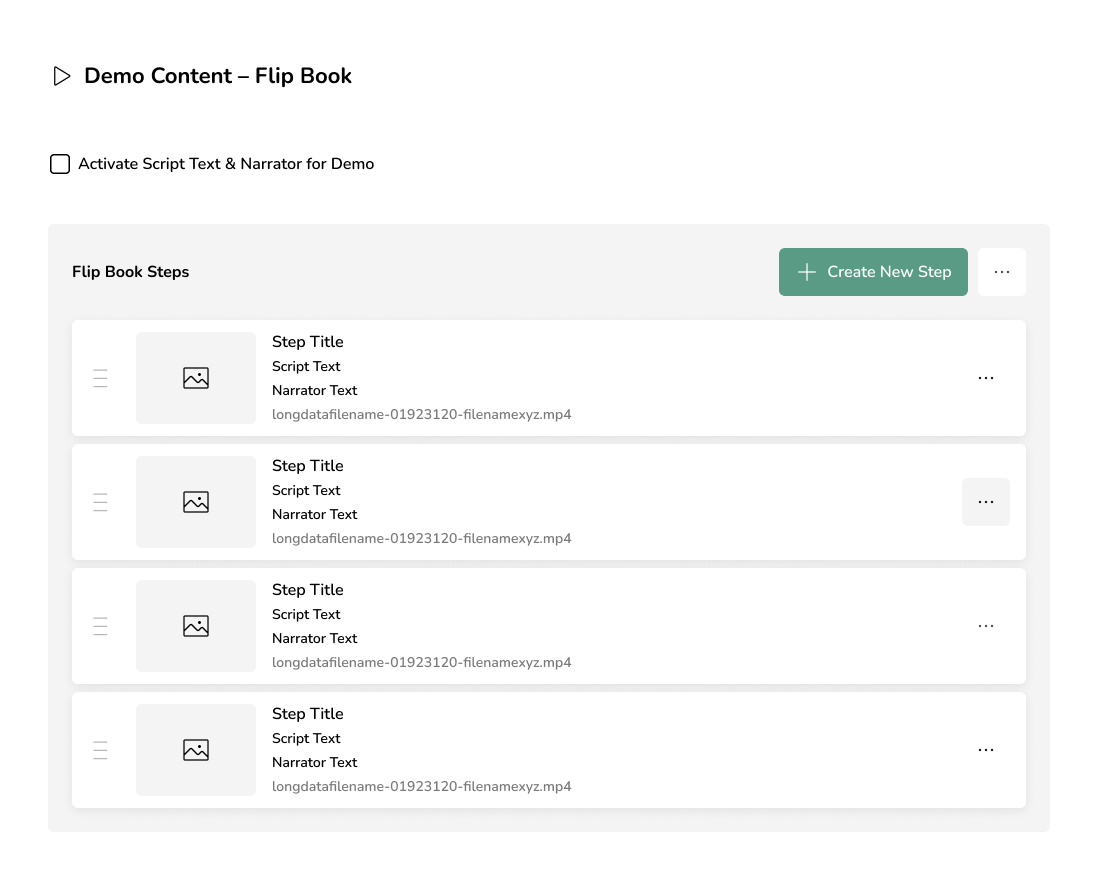 Demo Content – Flip Book
Activate Script Text & Narrator for Demo
Flip Book Steps
Create New Step
Step Title
Script Text
Narrator Text
longdatafilename-01923120-filenamexyz.mp4
Step Title
Script Text
Narrator Text
longdatafilename-01923120-filenamexyz.mp4
Step Title
Script Text
Narrator Text
longdatafilename-01923120-filenamexyz.mp4
Step Title
Script Text
Narrator Text
longdatafilename-01923120-filenamexyz.mp4